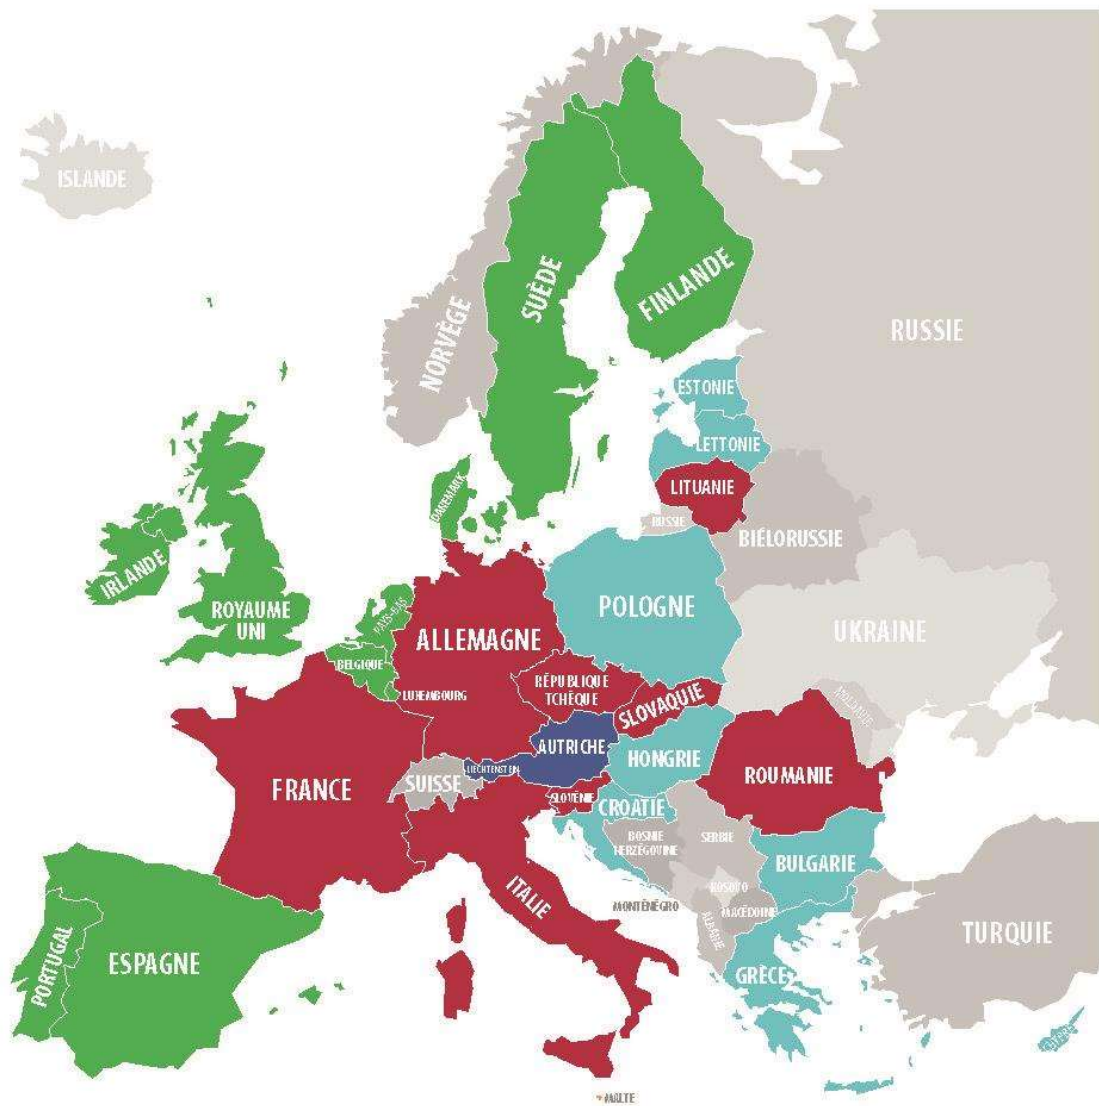 ISLANDE
SUÈDE
FINLANDE
NORVÈGE
RUSSIE
ESTONIE
LETTONIE
LITUANIE
DANEMARK
RUSSIE
BIÉLORUSSIE
IRLANDE
ROYAUME
UNI
PAYS-BAS
POLOGNE
ALLEMAGNE
UKRAINE
BELGIQUE
LUXEMBOURG
RÉPUBLIQUE
TCHÈQUE
SLOVAQUIE
MOLDAVIE
AUTRICHE
LIECHTENSTEIN
HONGRIE
ROUMANIE
SUISSE
FRANCE
SLOVÉNIE
CROATIE
BOSNIE
HERZÉGOVINE
SERBIE
BULGARIE
ITALIE
KOSOVO
MONTÉNÉGRO
MACÉDOINE
ALBANIE
TURQUIE
PORTUGAL
ESPAGNE
GRÈCE
CHYPRE
MALTE